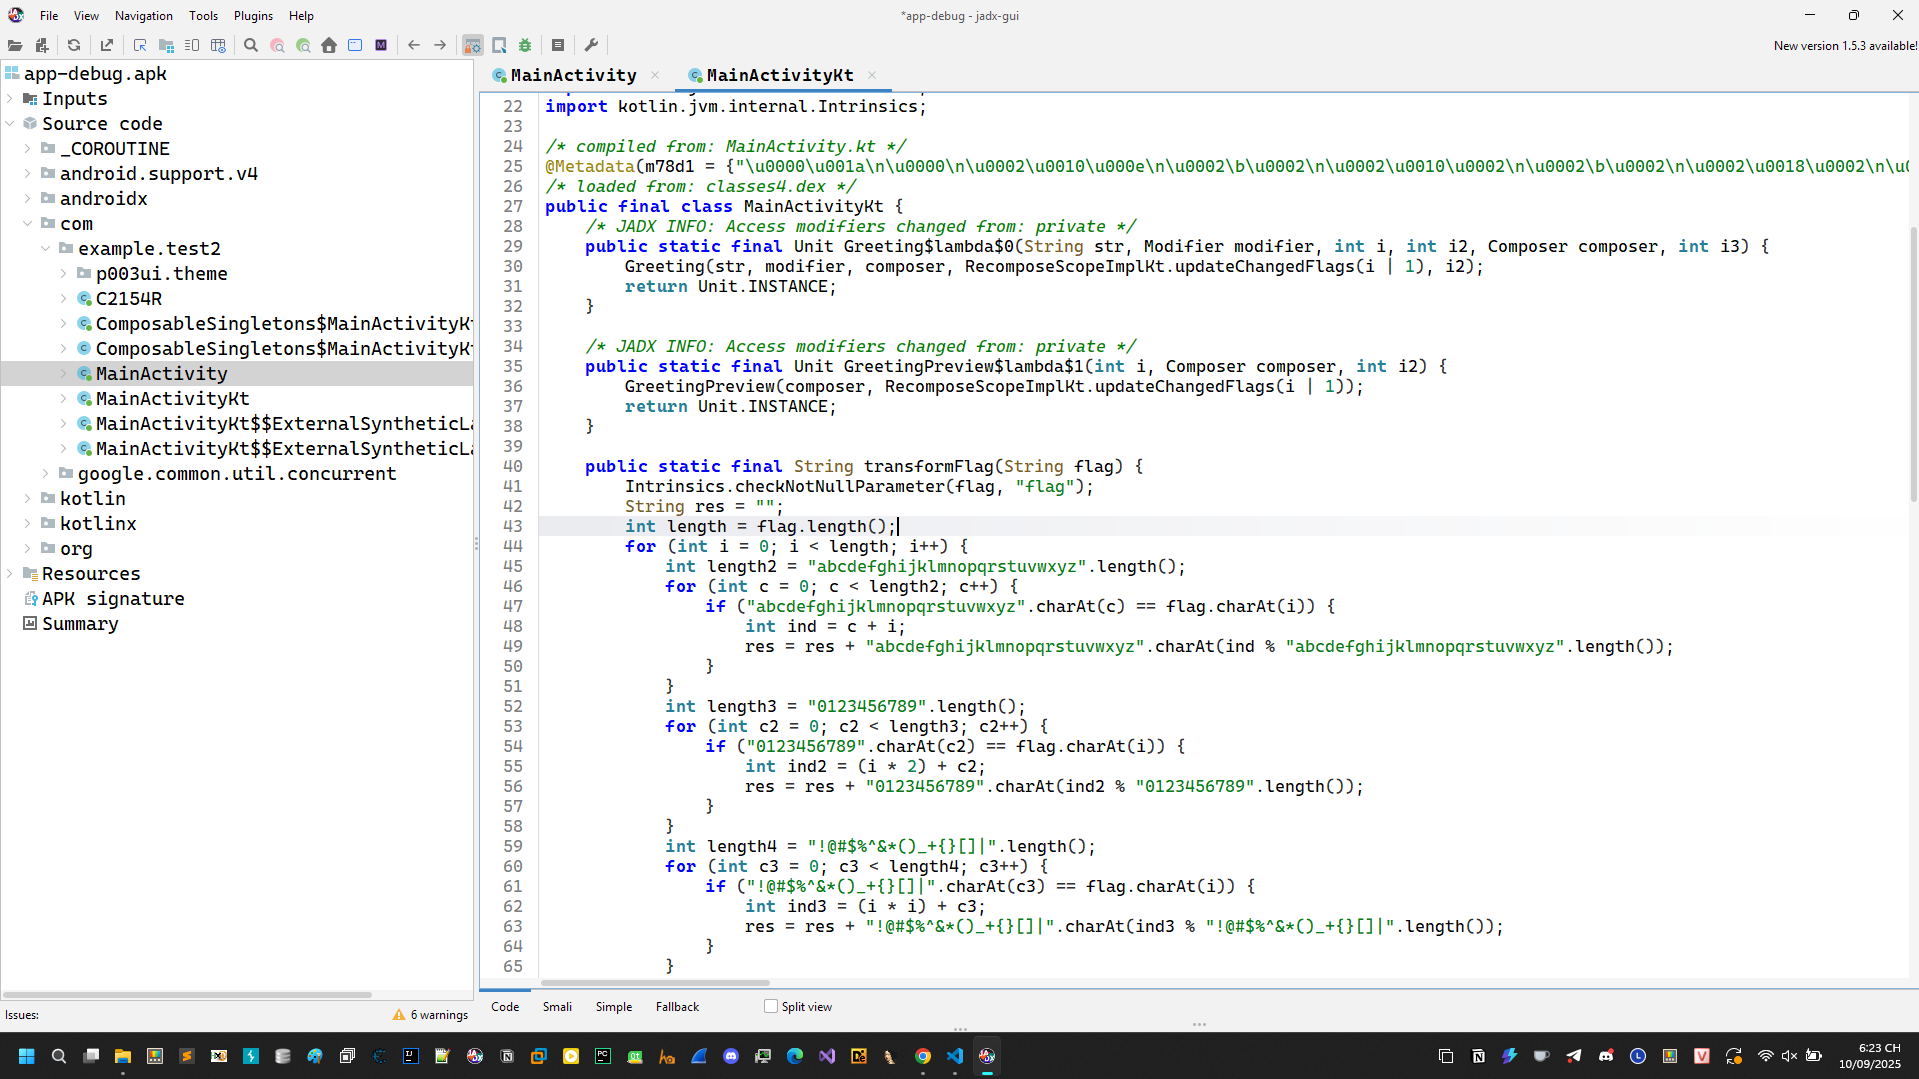 File View Navigation Tools Plugins Help
*app-debug - jadx-gui
New version 1.5.3 available!
app-debug.apk
Inputs
Source code
_COROUTINE
android.support.v4
androidx
com
example.test2
p003ui.theme
C2154R
ComposableSingletons$MainActivityKt
ComposableSingletons$MainActivityKt
MainActivity
MainActivityKt
MainActivityKt$$ExternalSyntheticLa
MainActivityKt$$ExternalSyntheticLa
google.common.util.concurrent
kotlin
kotlinx
org
Resources
APK signature
Summary
Issues: 6 warnings
MainActivity MainActivityKt
22 import kotlin.jvm.internal.Intrinsics;
23
24 /* compiled from: MainActivity.kt */
25 @Metadata(m78d1 = {"\u0000\u001a\n\u0000\n\u0002\u0010\u000e\n\u0002\b\u0002\n\u0002\u0010\u0002\n\u0002\b\u0002\n\u0002\u0018\u0002\n\u0
26 /* loaded from: classes4.dex */
27 public final class MainActivityKt {
28 /* JADX INFO: Access modifiers changed from: private */
29 public static final Unit Greeting$lambda$0(String str, Modifier modifier, int i, int i2, Composer composer, int i3) {
30 Greeting(str, modifier, composer, RecomposeScopeImplKt.updateChangedFlags(i | 1), i2);
31 return Unit.INSTANCE;
32 }
33
34 /* JADX INFO: Access modifiers changed from: private */
35 public static final Unit GreetingPreview$lambda$1(int i, Composer composer, int i2) {
36 GreetingPreview(composer, RecomposeScopeImplKt.updateChangedFlags(i | 1));
37 return Unit.INSTANCE;
38 }
39
40 public static final String transformFlag(String flag) {
41 Intrinsics.checkNotNullParameter(flag, "flag");
42 String res = "";
43 int length = flag.length();
44 for (int i = 0; i < length; i++) {
45 int length2 = "abcdefghijklmnopqrstuvwxyz".length();
46 for (int c = 0; c < length2; c++) {
47 if ("abcdefghijklmnopqrstuvwxyz".charAt(c) == flag.charAt(i)) {
48 int ind = c + i;
49 res = res + "abcdefghijklmnopqrstuvwxyz".charAt(ind % "abcdefghijklmnopqrstuvwxyz".length());
50 }
51 }
52 int length3 = "0123456789".length();
53 for (int c2 = 0; c2 < length3; c2++) {
54 if ("0123456789".charAt(c2) == flag.charAt(i)) {
55 int ind2 = (i * 2) + c2;
56 res = res + "0123456789".charAt(ind2 % "0123456789".length());
57 }
58 }
59 int length4 = "!@#$%^&*()_+{}[]|".length();
60 for (int c3 = 0; c3 < length4; c3++) {
61 if ("!@#$%^&*()_+{}[]|".charAt(c3) == flag.charAt(i)) {
62 int ind3 = (i * i) + c3;
63 res = res + "!@#$%^&*()_+{}[]|".charAt(ind3 % "!@#$%^&*()_+{}[]|".length());
64 }
65 }
Code Smali Simple Fallback Split view
6:23 CH
10/09/2025